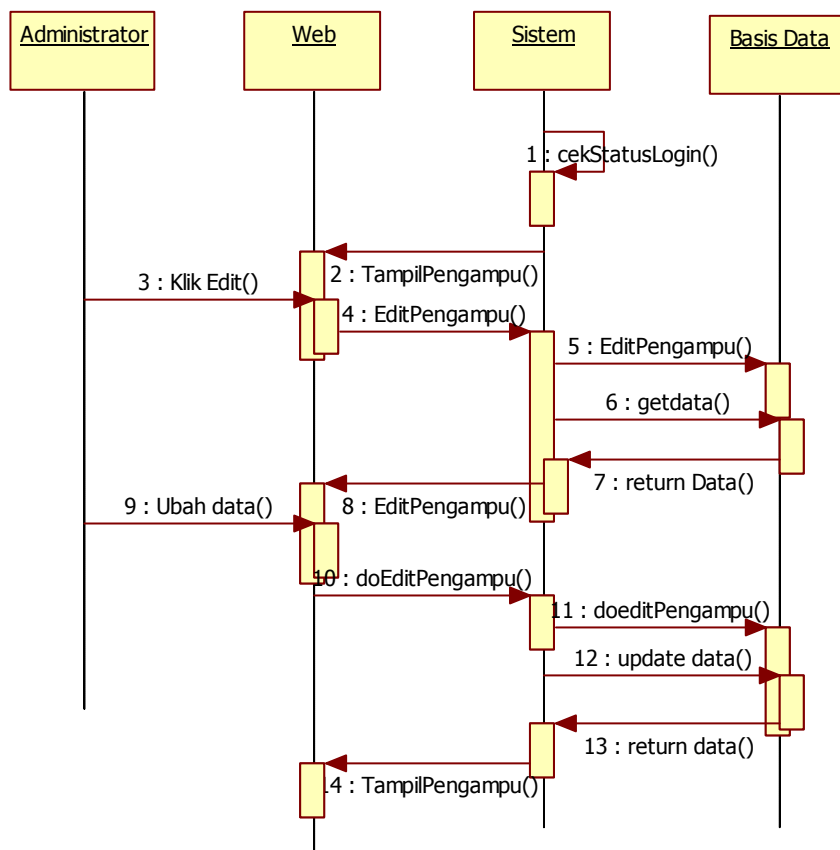 Administrator
Web
Sistem
Basis Data
1 : cekStatusLogin()
2 : TampilPengampu()
3 : Klik Edit()
4 : EditPengampu()
5 : EditPengampu()
6 : getdata()
7 : return Data()
8 : EditPengampu()
9 : Ubah data()
10 : doEditPengampu()
11 : doeditPengampu()
12 : update data()
13 : return data()
14 : TampilPengampu()